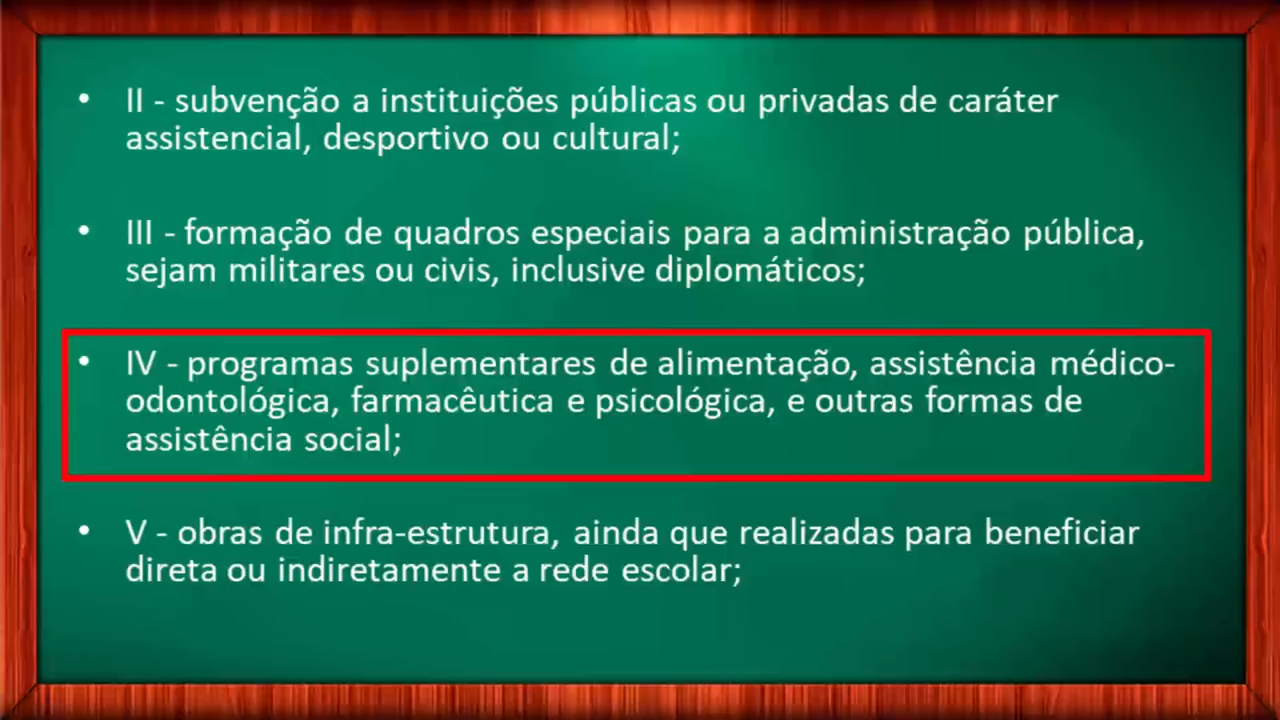 • II - subvenção a instituições públicas ou privadas de caráter
assistencial, desportivo ou cultural;
• III - formação de quadros especiais para a administração pública,
sejam militares ou civis, inclusive diplomáticos;
• IV - programas suplementares de alimentação, assistência médico-
odontológica, farmacêutica e psicológica, e outras formas de
assistência social;
• V - obras de infra-estrutura, ainda que realizadas para beneficiar
direta ou indiretamente a rede escolar;